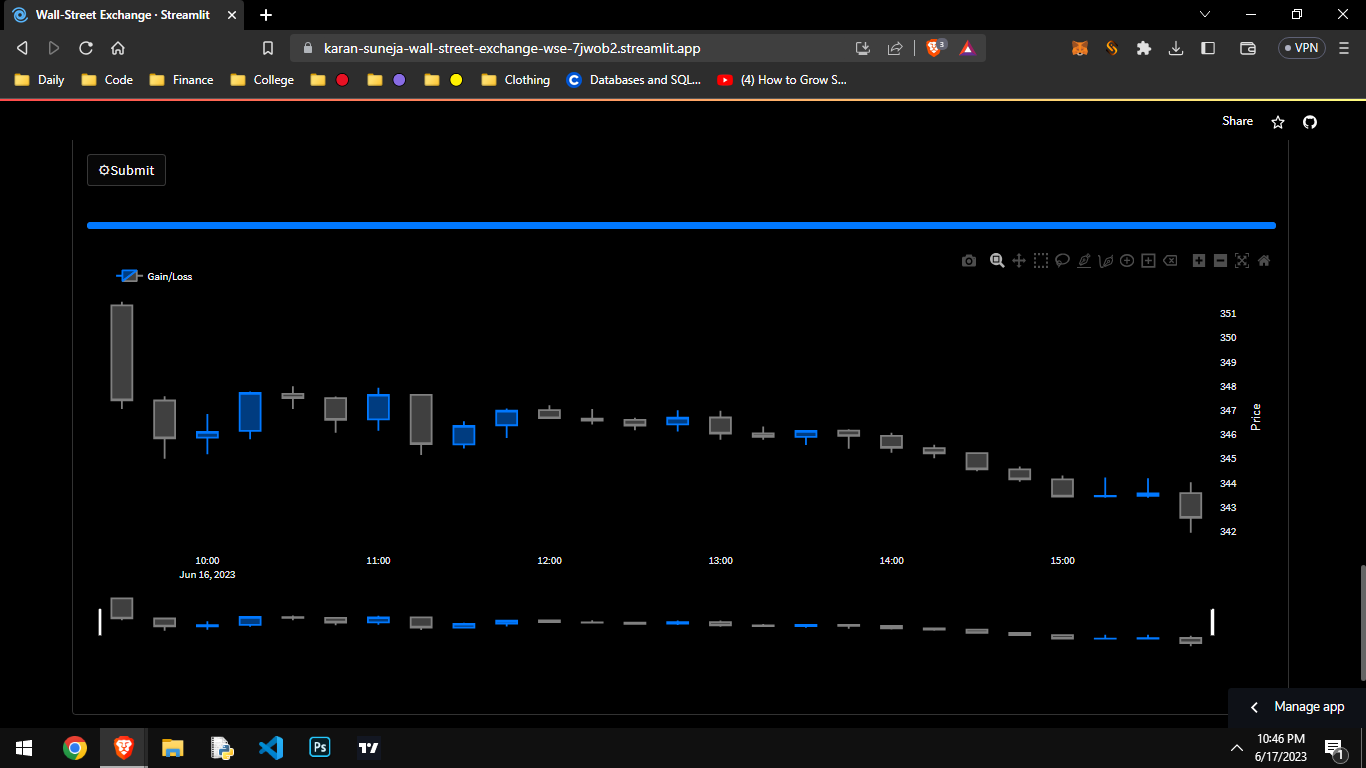 Wall-Street Exchange · Streamlit
karan-suneja-wall-street-exchange-wse-7jwob2.streamlit.app
3
VPN
Daily
Code
Finance
College
Clothing
C
Databases and SQL...
(4) How to Grow S...
Share
Submit
Gain/Loss
351
350
349
348
347
346
345
344
343
342
Price
10:00
11:00
12:00
13:00
14:00
15:00
Jun 16, 2023
Manage app
Ps
10:46 PM
6/17/2023
1